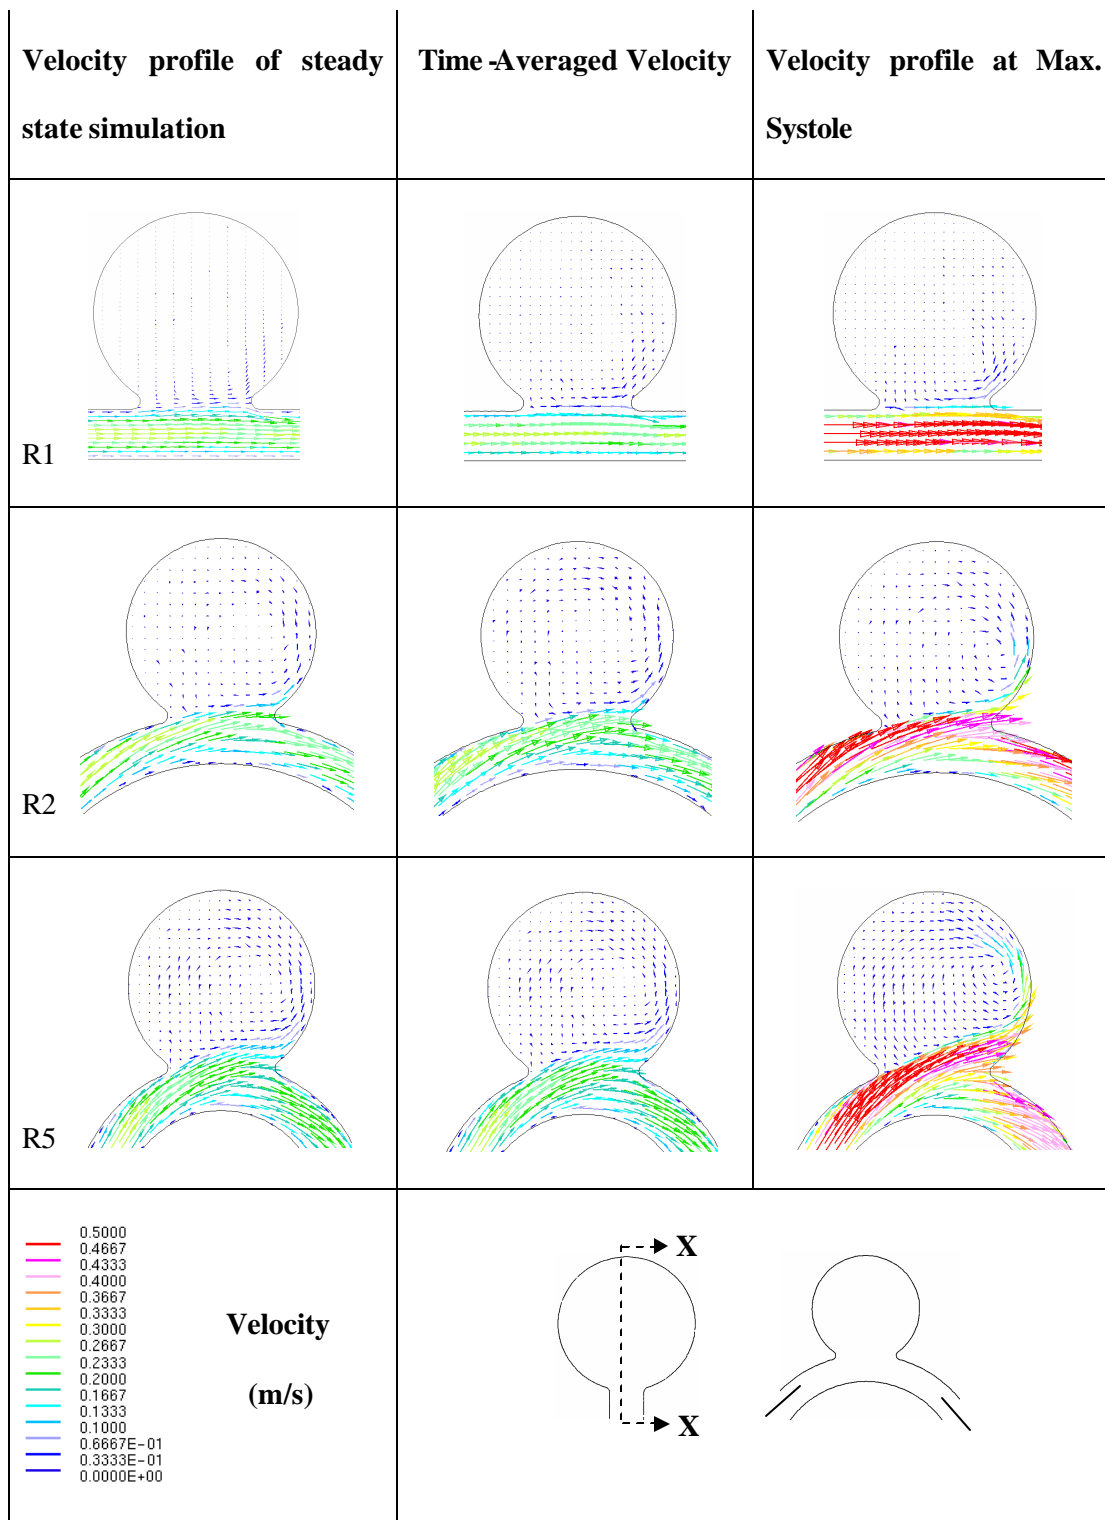 Velocity profile of steady
state simulation
Time -Averaged Velocity
Velocity profile at Max.
Systole
R1
R2
R5
0.5000
0.4667
0.4333
0.4000
0.3667
0.3333
0.3000
0.2667
0.2333
0.2000
0.1667
0.1333
0.1000
0.6667E-01
0.3333E-01
0.0000E+00
Velocity
(m/s)
X
X